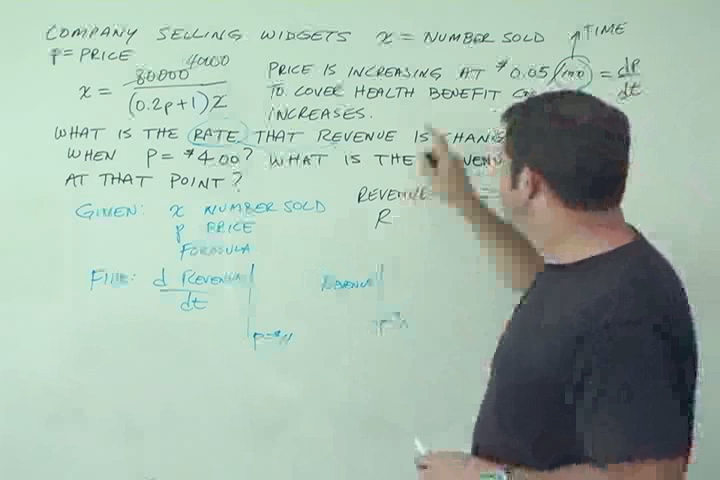 COMPANY SELLING WIDGETS x = NUMBER SOLD TIME
p = PRICE
x = 80000 40000 / (0.2p+1)2
PRICE IS INCREASING AT $0.05/mo = dP/dt
TO COVER HEALTH BENEFIT
INCREASES.
WHAT IS THE RATE THAT REVENUE IS
WHEN P = $4.00? WHAT IS THE
AT THAT POINT?
REVENUE =
R
GIVEN: x NUMBER SOLD
p PRICE
FORMULA
FIND: d REVENUE / dt
p=$4
REVENUE